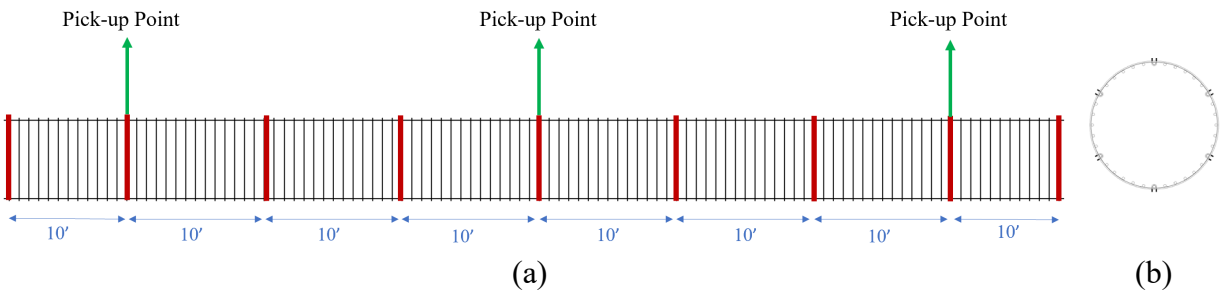 Pick-up Point Pick-up Point Pick-up Point
10′ 10′ 10′ 10′ 10′ 10′ 10′ 10′
(a) (b)